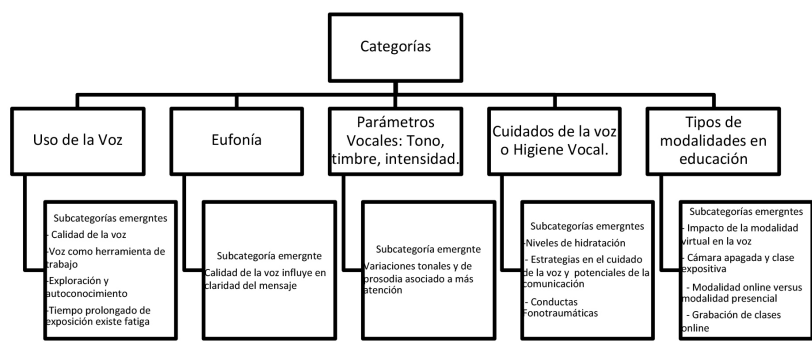 Categorías
Uso de la Voz
Eufonía
Parámetros
Vocales: Tono,
timbre, intensidad.
Cuidados de la voz
o Higiene Vocal.
Tipos de
modalidades en
educación
Subcategorías emergntes
- Calidad de la voz
-Voz como herramienta de
trabajo
-Exploración y
autoconocimiento
-Tiempo prolongado de
exposición existe fatiga
Subcategoría emergnte
Calidad de la voz influye en
claridad del mensaje
Subcategoría emergnte
Variaciones tonales y de
prosodia asociado a más
atención
Subcategorías emergntes
-Niveles de hidratación
- Estrategias en el cuidado
de la voz y potenciales de la
comunicación
- Conductas
Fonotraumáticas
Subcategorías emergntes
- Impacto de la modalidad
virtual en la voz
- Cámara apagada y clase
expositiva
- Modalidad online versus
modalidad presencial
- Grabación de clases
online